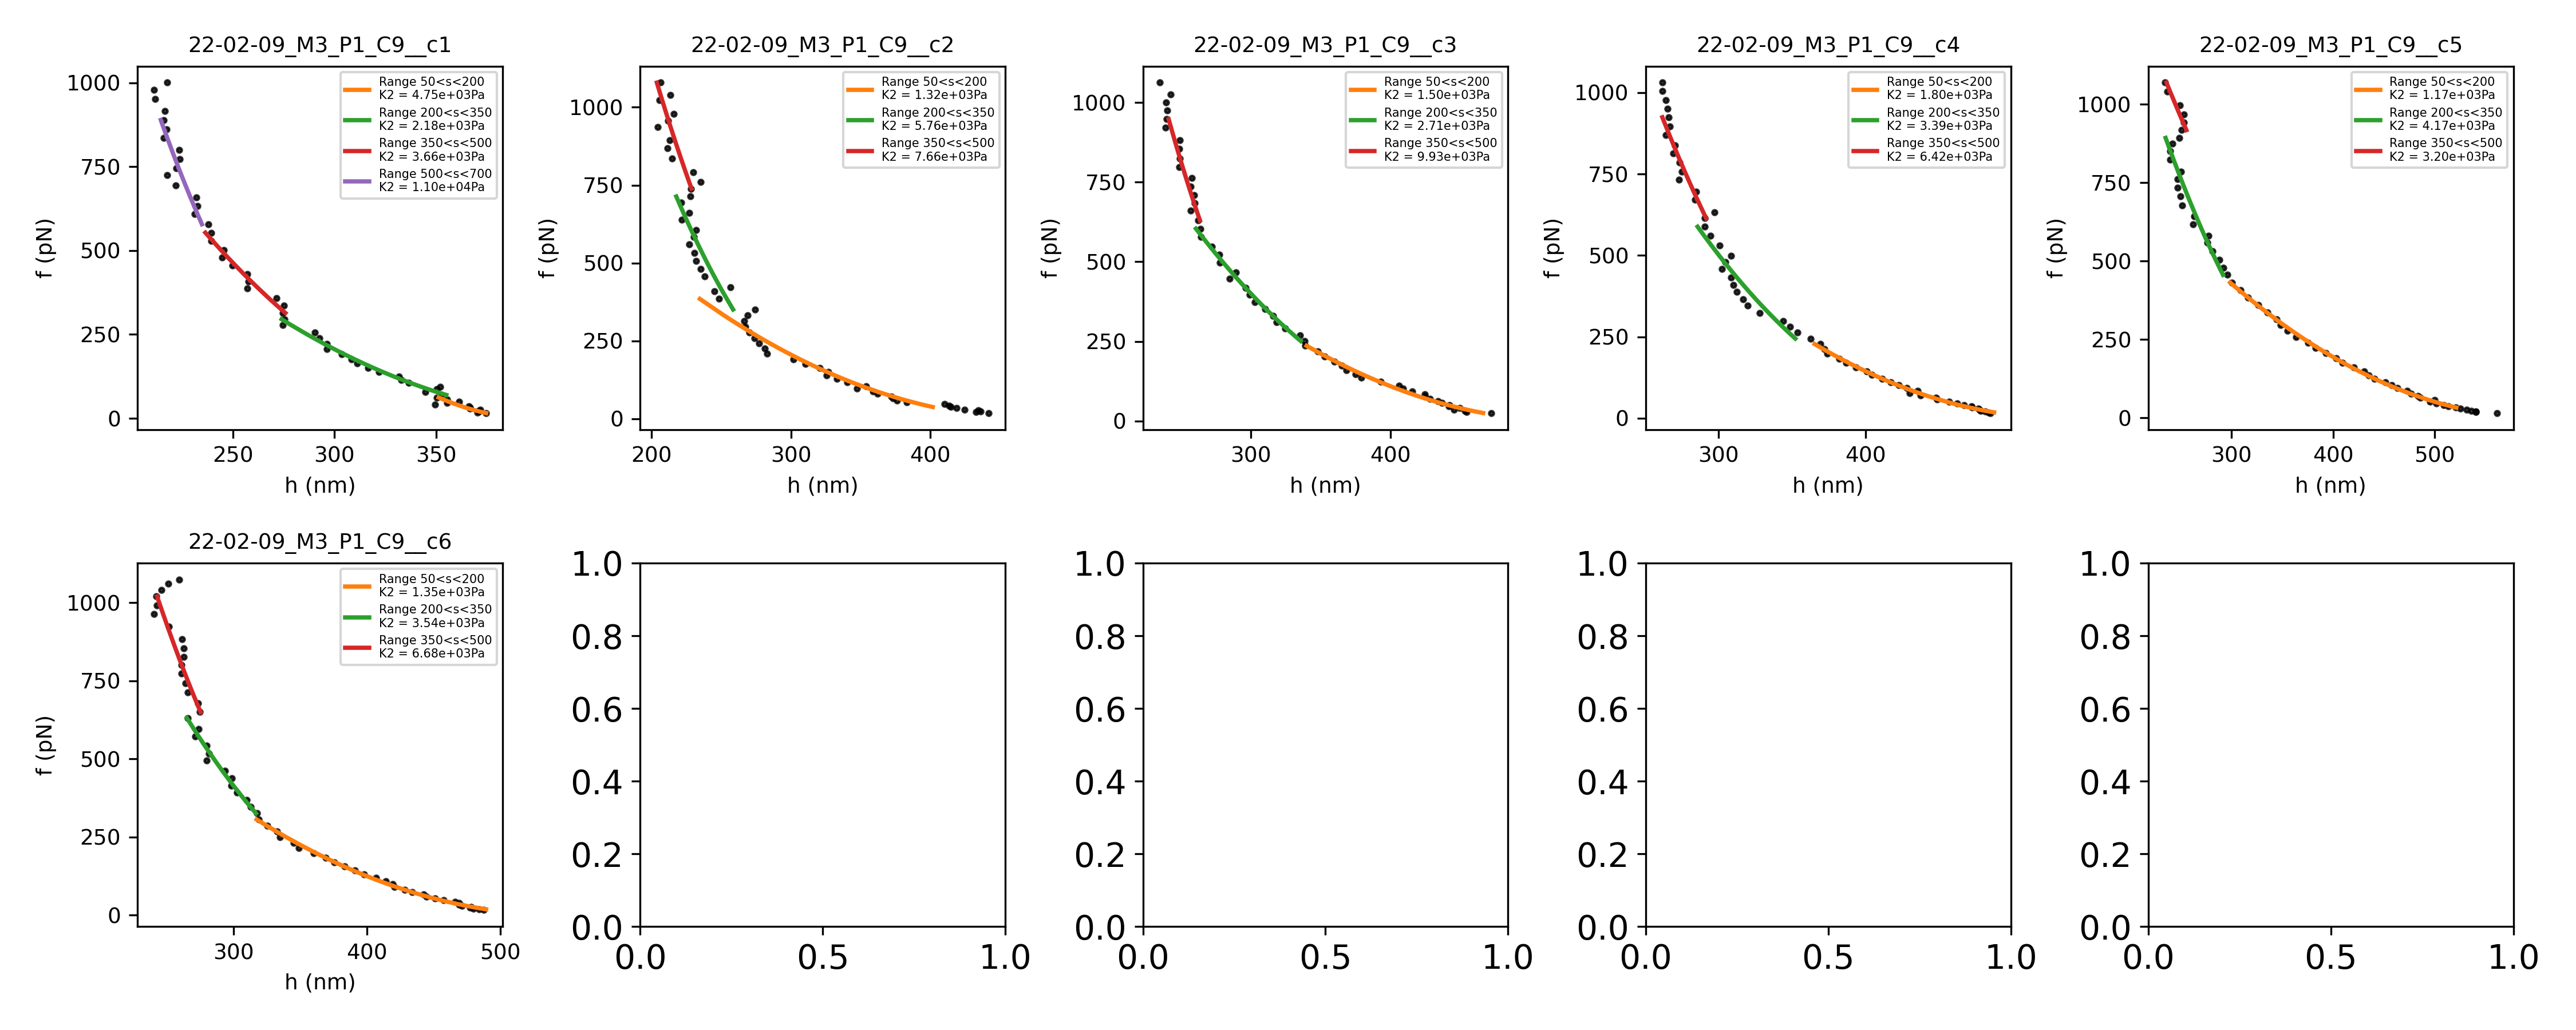 22-02-09_M3_P1_C9__c1
f (pN)
1000
750
500
250
0
250
300
350
h (nm)
Range 50<s<200
K2 = 4.75e+03Pa
Range 200<s<350
K2 = 2.18e+03Pa
Range 350<s<500
K2 = 3.66e+03Pa
Range 500<s<700
K2 = 1.10e+04Pa
22-02-09_M3_P1_C9__c2
f (pN)
1000
750
500
250
0
200
300
400
h (nm)
Range 50<s<200
K2 = 1.32e+03Pa
Range 200<s<350
K2 = 5.76e+03Pa
Range 350<s<500
K2 = 7.66e+03Pa
22-02-09_M3_P1_C9__c3
f (pN)
1000
750
500
250
0
300
400
h (nm)
Range 50<s<200
K2 = 1.50e+03Pa
Range 200<s<350
K2 = 2.71e+03Pa
Range 350<s<500
K2 = 9.93e+03Pa
22-02-09_M3_P1_C9__c4
f (pN)
1000
750
500
250
0
300
400
h (nm)
Range 50<s<200
K2 = 1.80e+03Pa
Range 200<s<350
K2 = 3.39e+03Pa
Range 350<s<500
K2 = 6.42e+03Pa
22-02-09_M3_P1_C9__c5
f (pN)
1000
750
500
250
0
300
400
500
h (nm)
Range 50<s<200
K2 = 1.17e+03Pa
Range 200<s<350
K2 = 4.17e+03Pa
Range 350<s<500
K2 = 3.20e+03Pa
22-02-09_M3_P1_C9__c6
f (pN)
1000
750
500
250
0
300
400
500
h (nm)
Range 50<s<200
K2 = 1.35e+03Pa
Range 200<s<350
K2 = 3.54e+03Pa
Range 350<s<500
K2 = 6.68e+03Pa
1.0
0.8
0.6
0.4
0.2
0.0
0.0
0.5
1.0
1.0
0.8
0.6
0.4
0.2
0.0
0.0
0.5
1.0
1.0
0.8
0.6
0.4
0.2
0.0
0.0
0.5
1.0
1.0
0.8
0.6
0.4
0.2
0.0
0.0
0.5
1.0